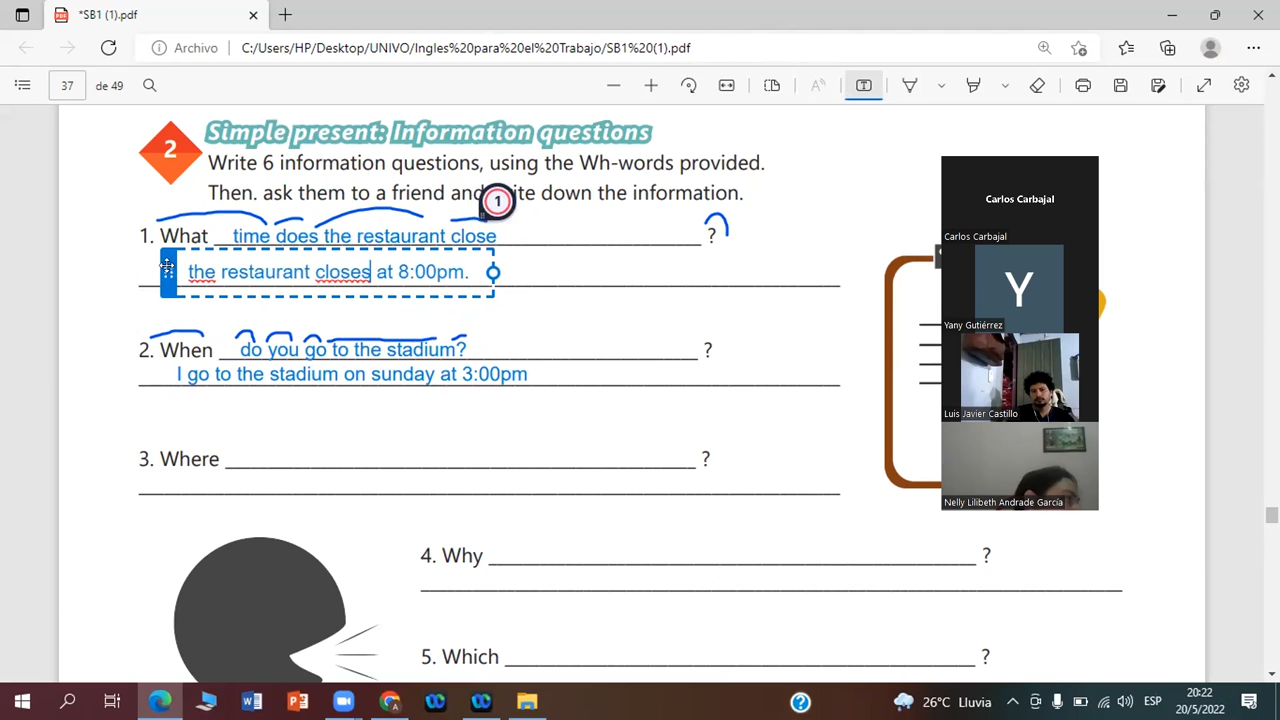 *SB1 (1).pdf
Archivo C:/Users/HP/Desktop/UNIVO/Ingles%20para%20el%20Trabajo/SB1%20(1).pdf
37 de 49
2 Simple present: Information questions
Write 6 information questions, using the Wh-words provided.
Then. ask them to a friend and write down the information.
1
1. What time does the restaurant close ?
the restaurant closes at 8:00pm.
2. When do you go to the stadium? ?
I go to the stadium on sunday at 3:00pm
3. Where ?
4. Why ?
5. Which ?
Carlos Carbajal
Carlos Carbajal
Y
Yany Gutiérrez
Luis Javier Castillo
Nelly Lilibeth Andrade García
26°C Lluvia
ESP
20:22
20/5/2022